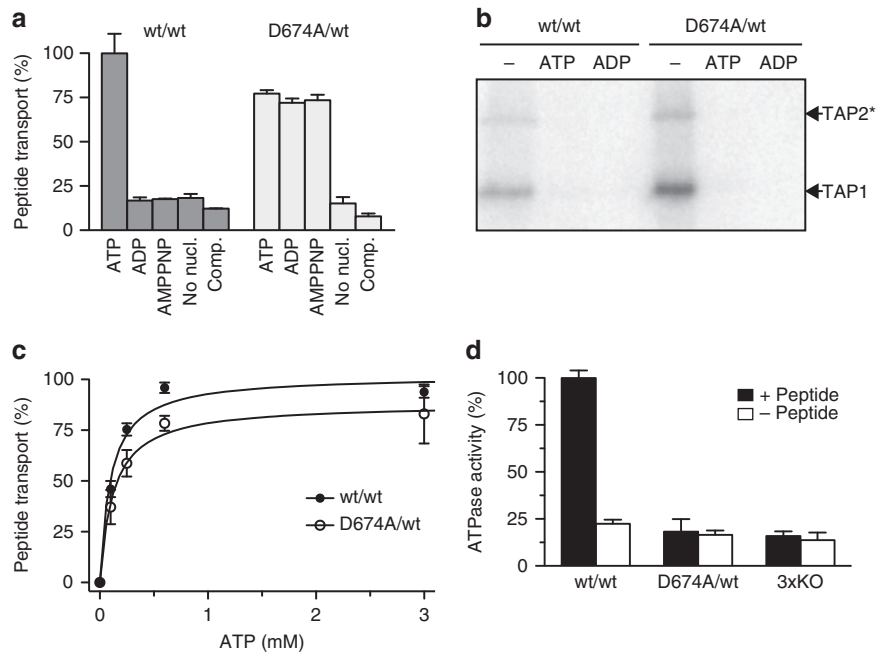 a
wt/wt
D674A/wt
Peptide transport (%)
100
75
50
25
0
ATP
ADP
AMPPNP
No nucl.
Comp.
ATP
ADP
AMPPNP
No nucl.
Comp.
b
wt/wt
D674A/wt
– ATP ADP – ATP ADP
TAP2*
TAP1
c
Peptide transport (%)
100
75
50
25
0
wt/wt
D674A/wt
0 1 2 3
ATP (mM)
d
ATPase activity (%)
100
75
50
25
0
+ Peptide
– Peptide
wt/wt D674A/wt 3xKO